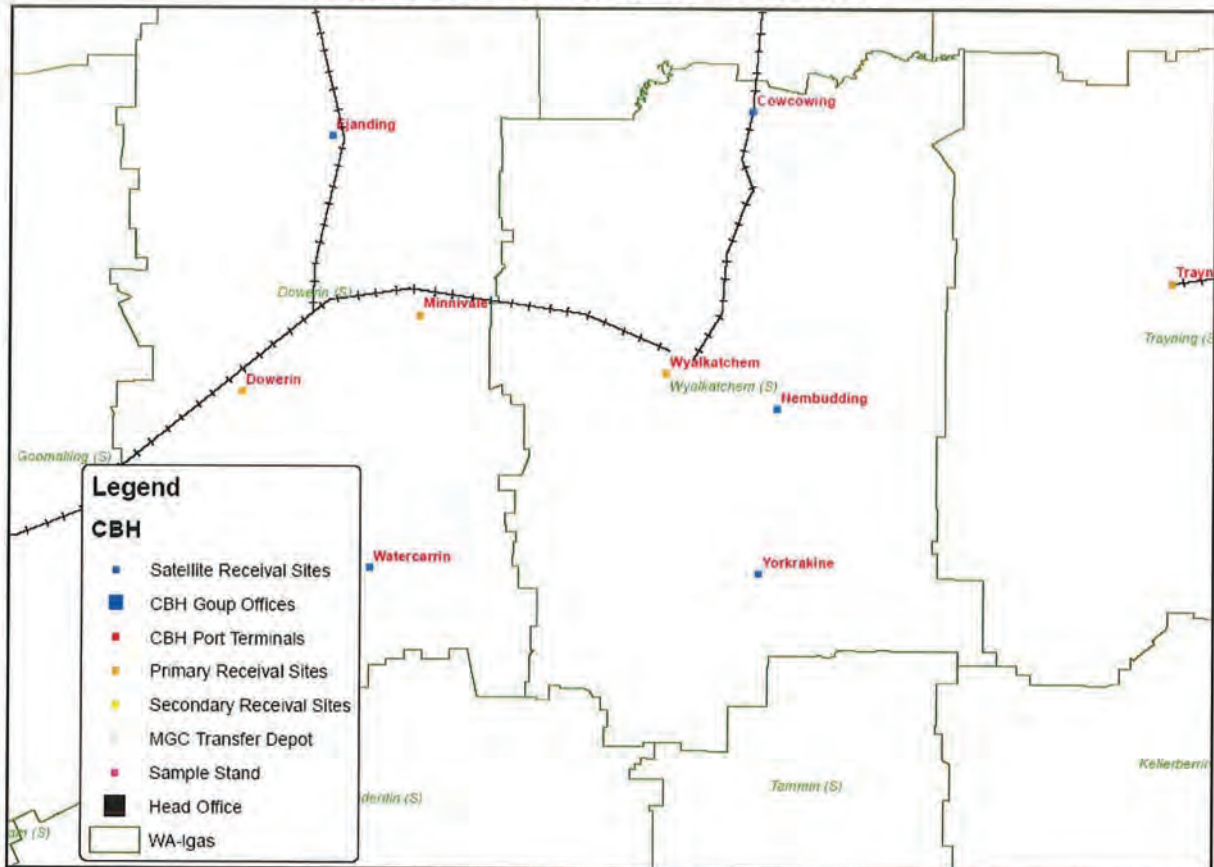 Cowcowing
Ejanding
Dowerin (S)
Minnivale
Trayn
Trayning (S
Wyalkatchem
Wyalkatchem (S)
Dowerin
Nembudding
Goomalling (S)
Legend
CBH
Satellite Receival Sites
CBH Goup Offices
CBH Port Terminals
Primary Receival Sites
Secondary Receival Sites
MGC Transfer Depot
Sample Stand
Head Office
WA-lgas
Watercarrin
Yorkrakine
Kellerberrin
Tammin (S)
derdin (S)
am (S)